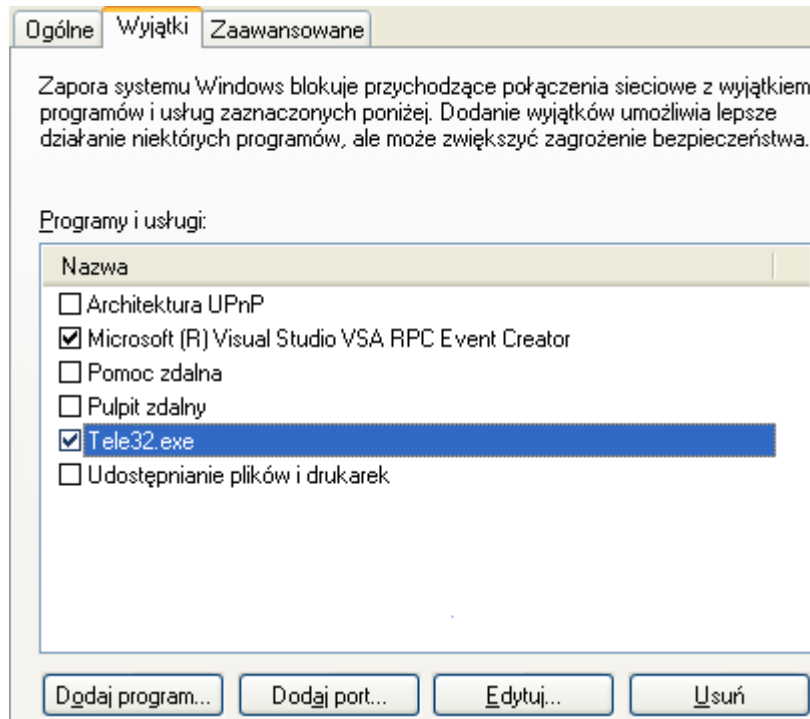 Ogólne Wyjątki Zaawansowane
Zapora systemu Windows blokuje przychodzące połączenia sieciowe z wyjątkiem
programów i usług zaznaczonych poniżej. Dodanie wyjątków umożliwia lepsze
działanie niektórych programów, ale może zwiększyć zagrożenie bezpieczeństwa.
Programy i usługi:
Nazwa
Architektura UPnP
Microsoft (R) Visual Studio VSA RPC Event Creator
Pomoc zdalna
Pulpit zdalny
Tele32.exe
Udostępnianie plików i drukarek
Dodaj program... Dodaj port... Edytuj... Usuń